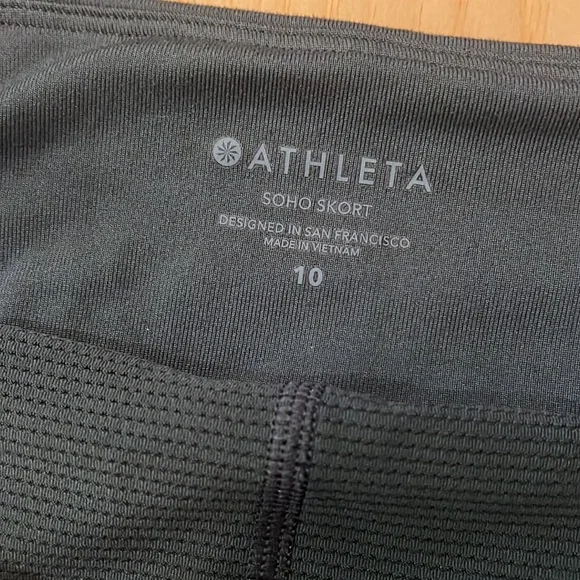 ATHLETA
SOHO SKORT
DESIGNED IN SAN FRANCISCO
MADE IN VIETNAM
10